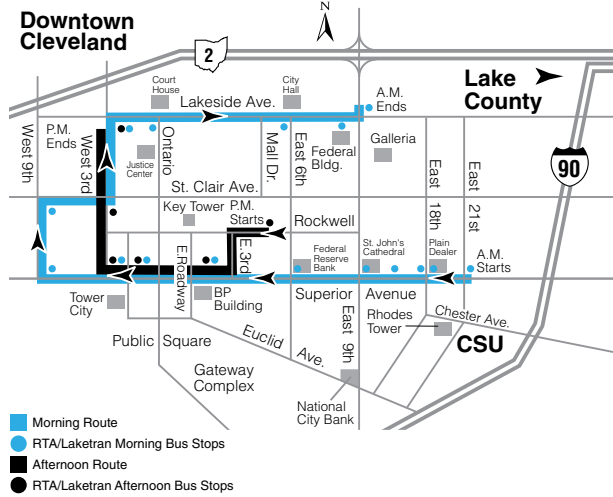 Downtown
Cleveland
N
2
Court
House
City
Hall
A.M.
Ends
Lake
County
Lakeside Ave.
West 9th
P.M.
Ends
West 3rd
Ontario
Justice
Center
Mall Dr.
East 6th
Federal
Bldg.
Galleria
90
St. Clair Ave.
East 18th
East 21st
Key Tower
P.M.
Starts
Rockwell
E.Roadway
E.3rd
Federal
Reserve
Bank
St. John's
Cathedral
Plain
Dealer
A.M.
Starts
Tower
City
BP
Building
Superior Avenue
East 9th
Rhodes
Tower
Chester Ave.
CSU
Public Square
Euclid Ave.
Gateway
Complex
National
City Bank
Morning Route
RTA/Laketran Morning Bus Stops
Afternoon Route
RTA/Laketran Afternoon Bus Stops